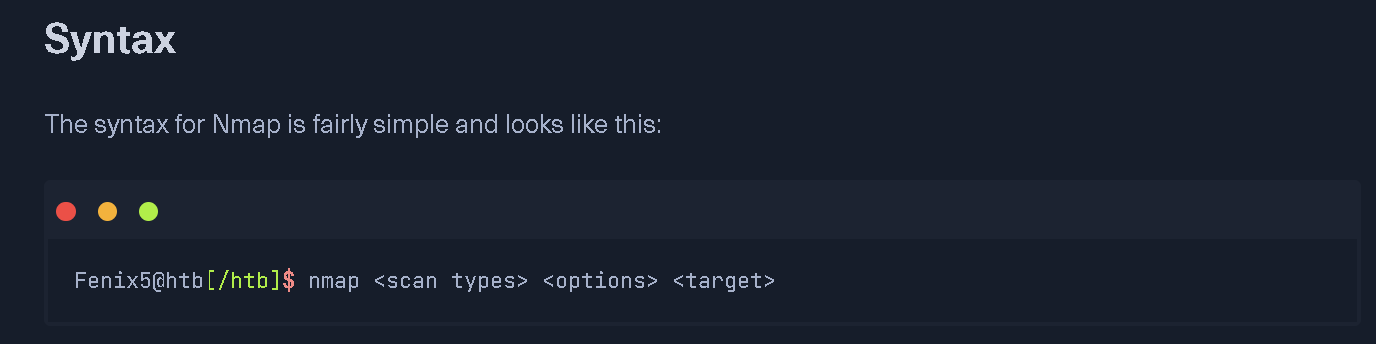 Syntax
The syntax for Nmap is fairly simple and looks like this:
Fenix5@htb[/htb]$ nmap <scan types> <options> <target>